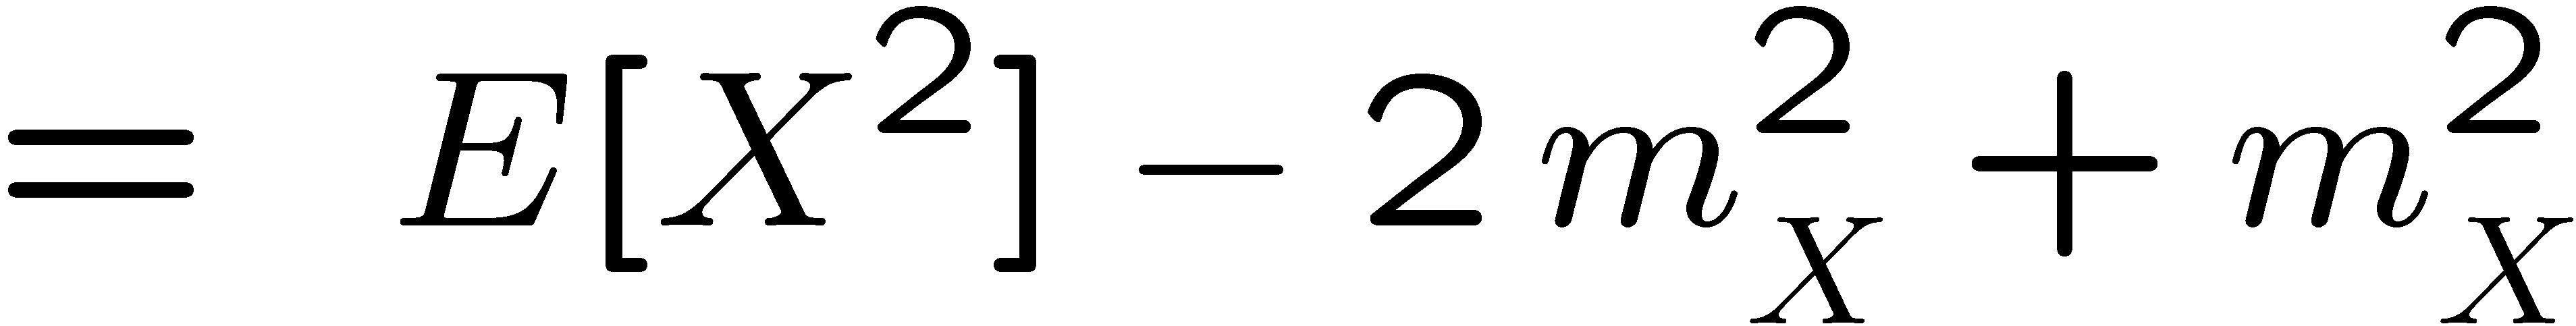 = E[X^2] − 2 m_X^2 + m_X^2